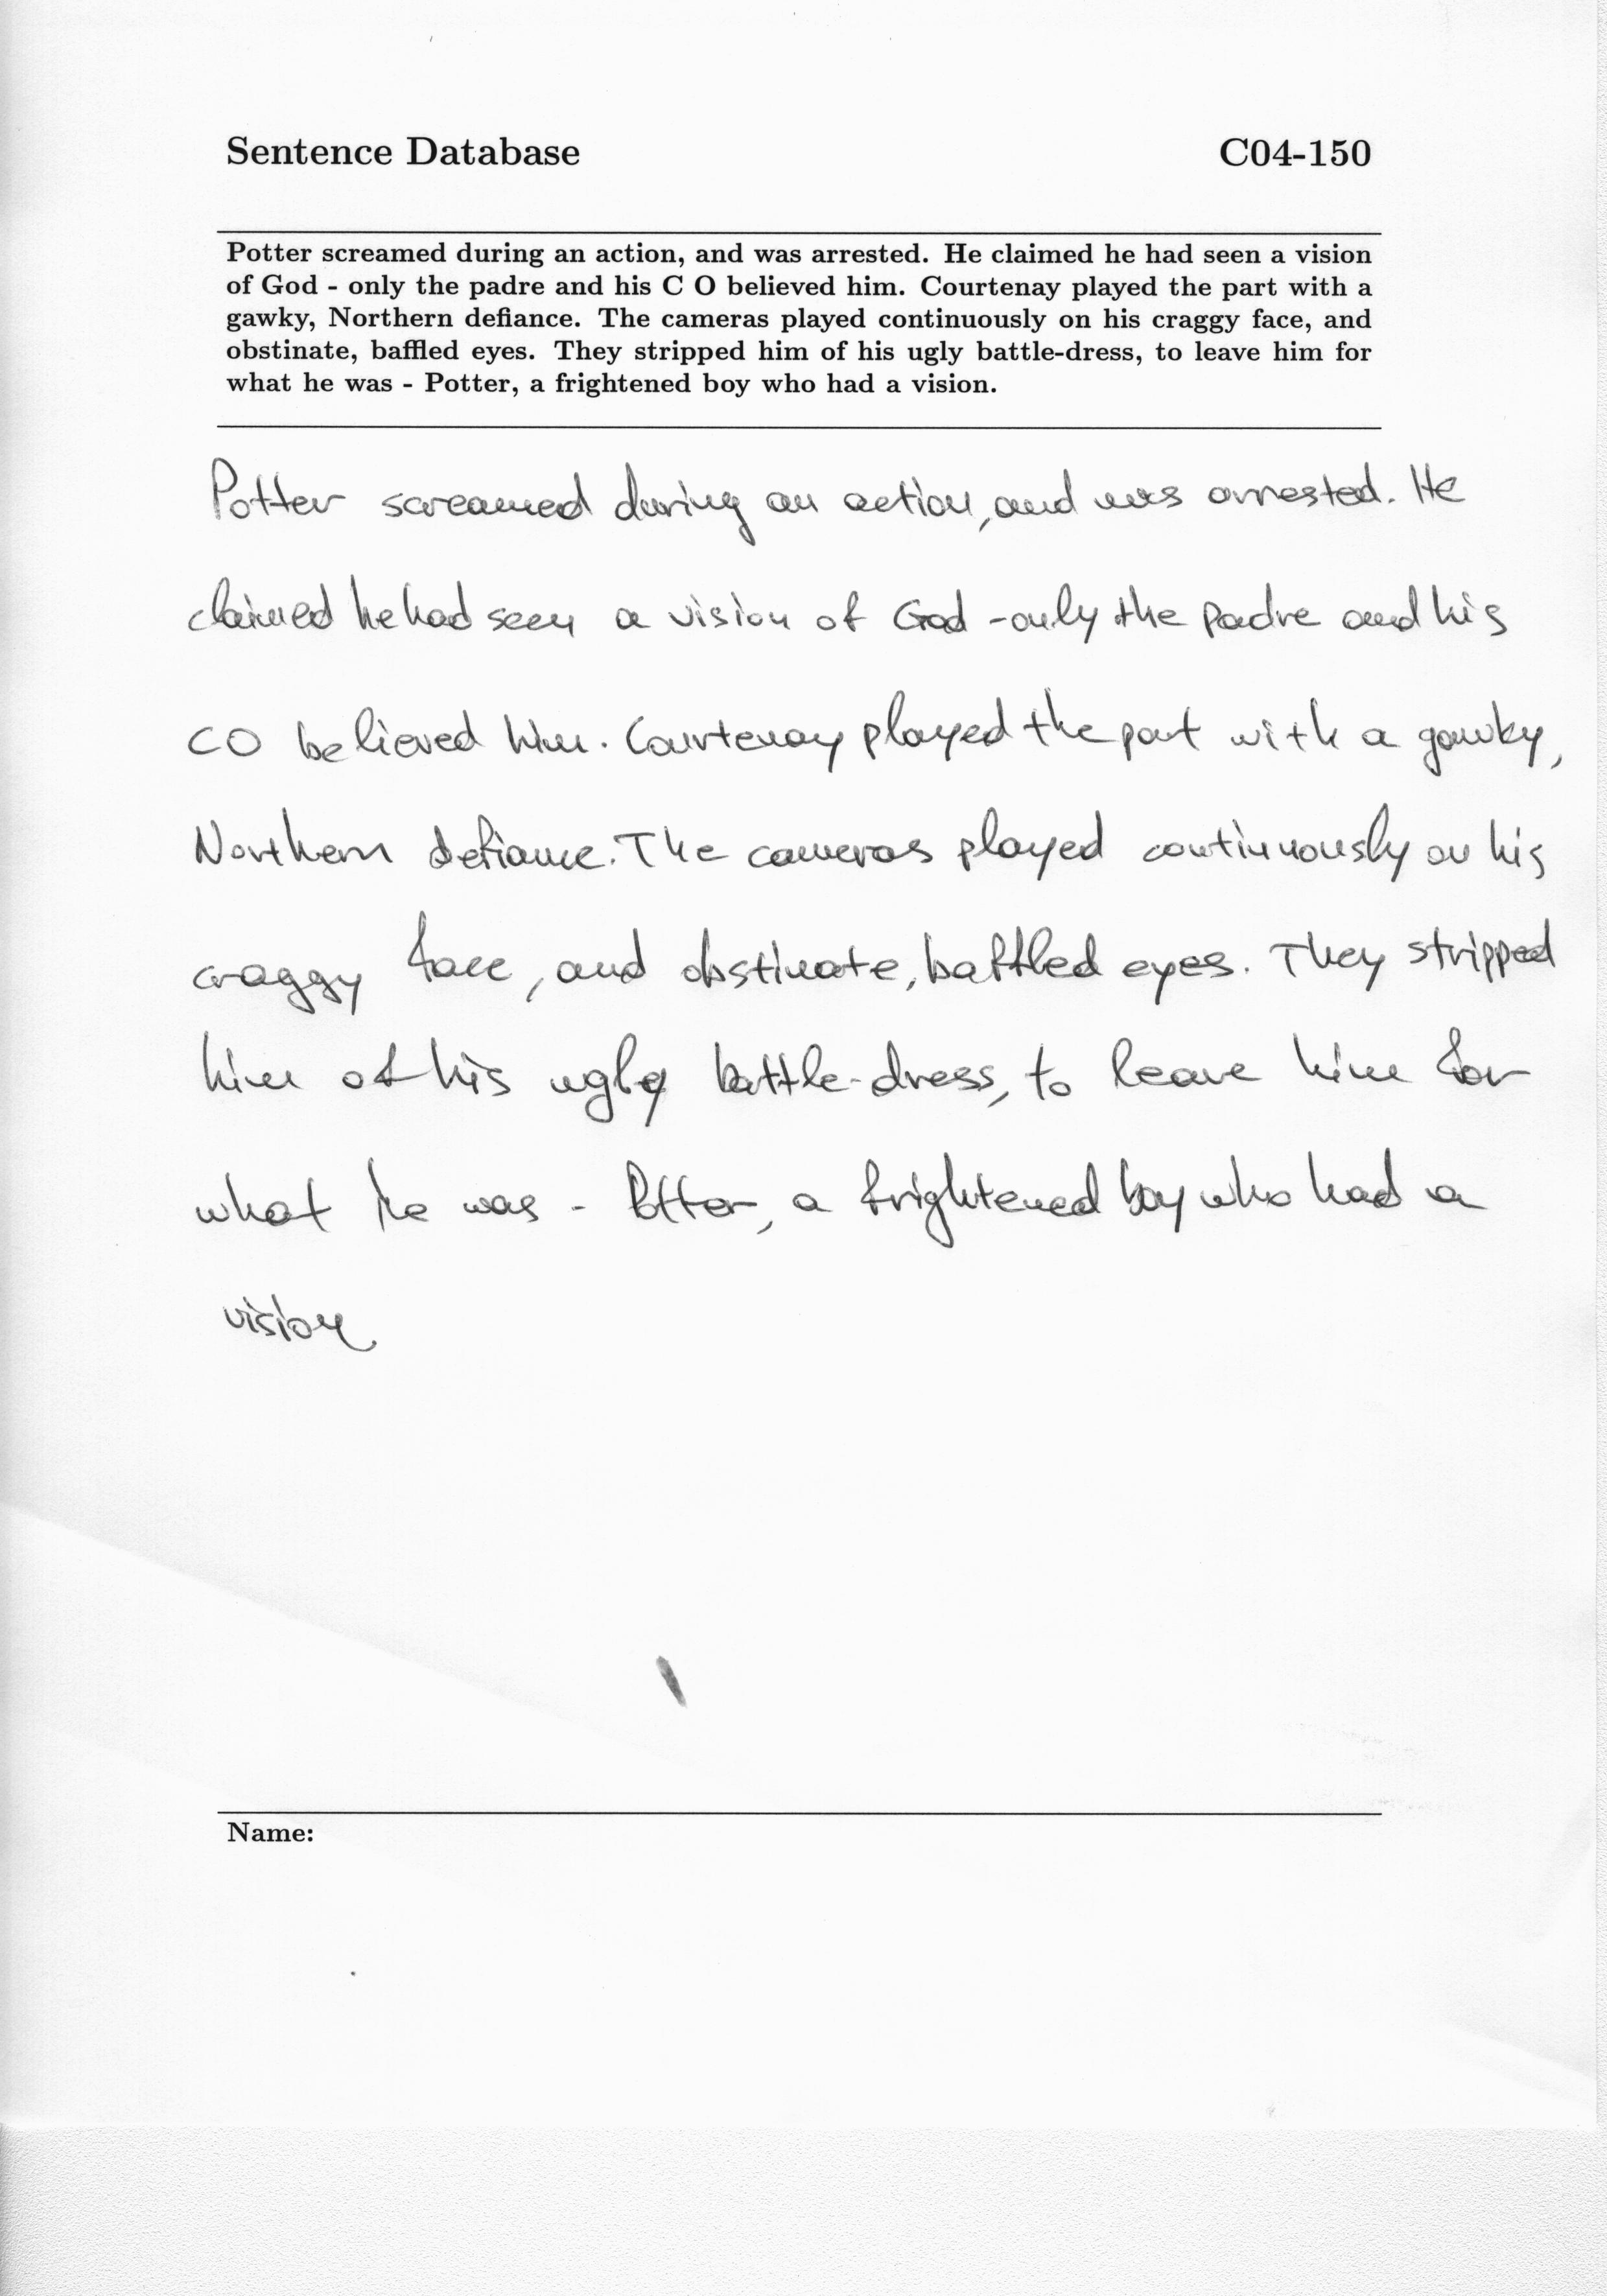 Sentence Database C04-150
Potter screamed during an action, and was arrested. He claimed he had seen a vision
of God - only the padre and his C O believed him. Courtenay played the part with a
gawky, Northern defiance. The cameras played continuously on his craggy face, and
obstinate, baffled eyes. They stripped him of his ugly battle-dress, to leave him for
what he was - Potter, a frightened boy who had a vision.
Potter screamed during an action, and was arrested. He
claimed he had seen a vision of God - only the padre and his
CO believed him. Courtenay played the part with a gawky,
Northern defiance. The cameras played continuously on his
craggy face, and obstinate, baffled eyes. They stripped
him of his ugly battle-dress, to leave him for
what he was - Potter, a frightened boy who had a
vision.
Name: